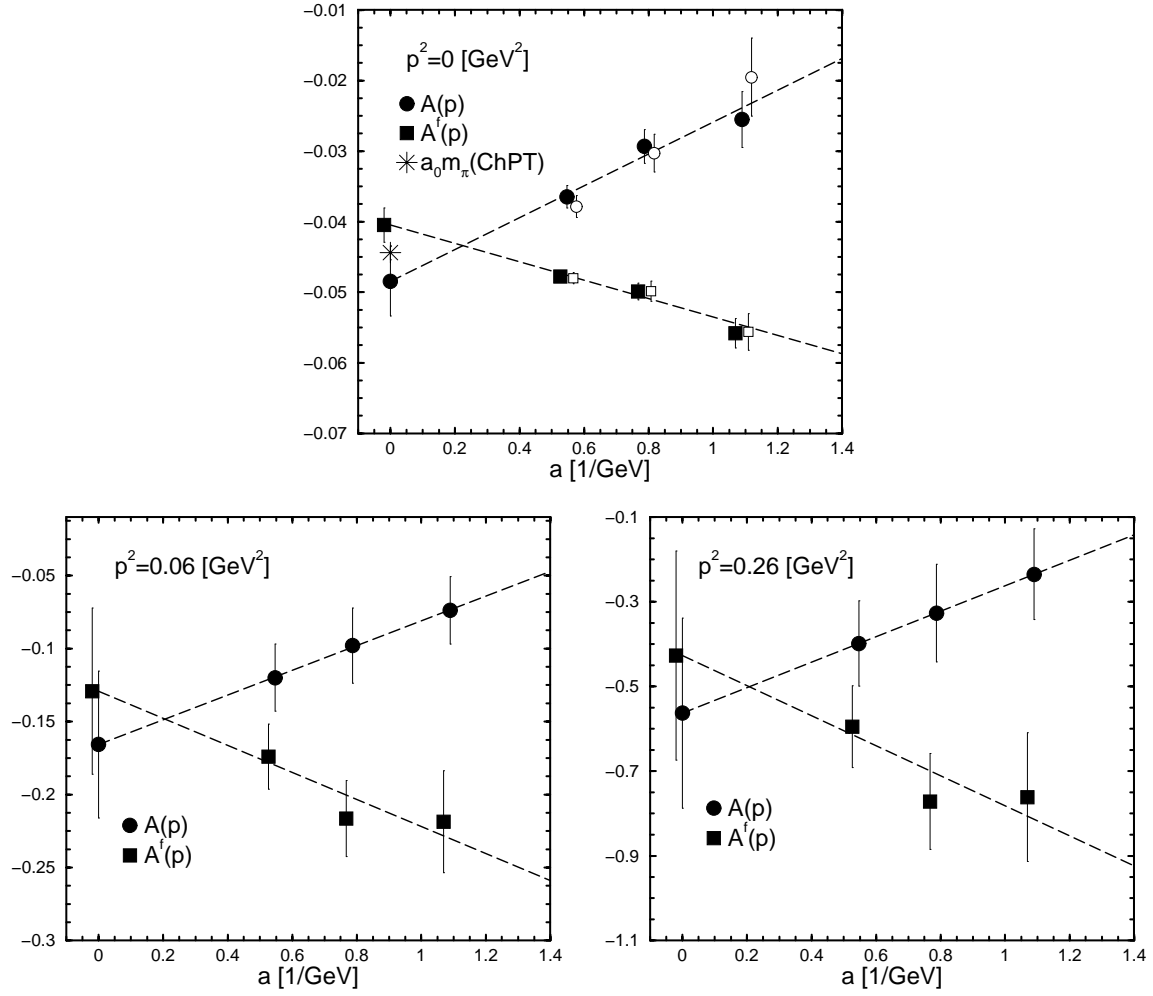 −0.01
−0.02
−0.03
−0.04
−0.05
−0.06
−0.07
p²=0 [GeV²]
A(p)
Aᶠ(p)
a₀m_π(ChPT)
0 0.2 0.4 0.6 0.8 1 1.2 1.4
a [1/GeV]
−0.05
−0.1
−0.15
−0.2
−0.25
−0.3
p²=0.06 [GeV²]
A(p)
Aᶠ(p)
0 0.2 0.4 0.6 0.8 1 1.2 1.4
a [1/GeV]
−0.1
−0.3
−0.5
−0.7
−0.9
−1.1
p²=0.26 [GeV²]
A(p)
Aᶠ(p)
0 0.2 0.4 0.6 0.8 1 1.2 1.4
a [1/GeV]